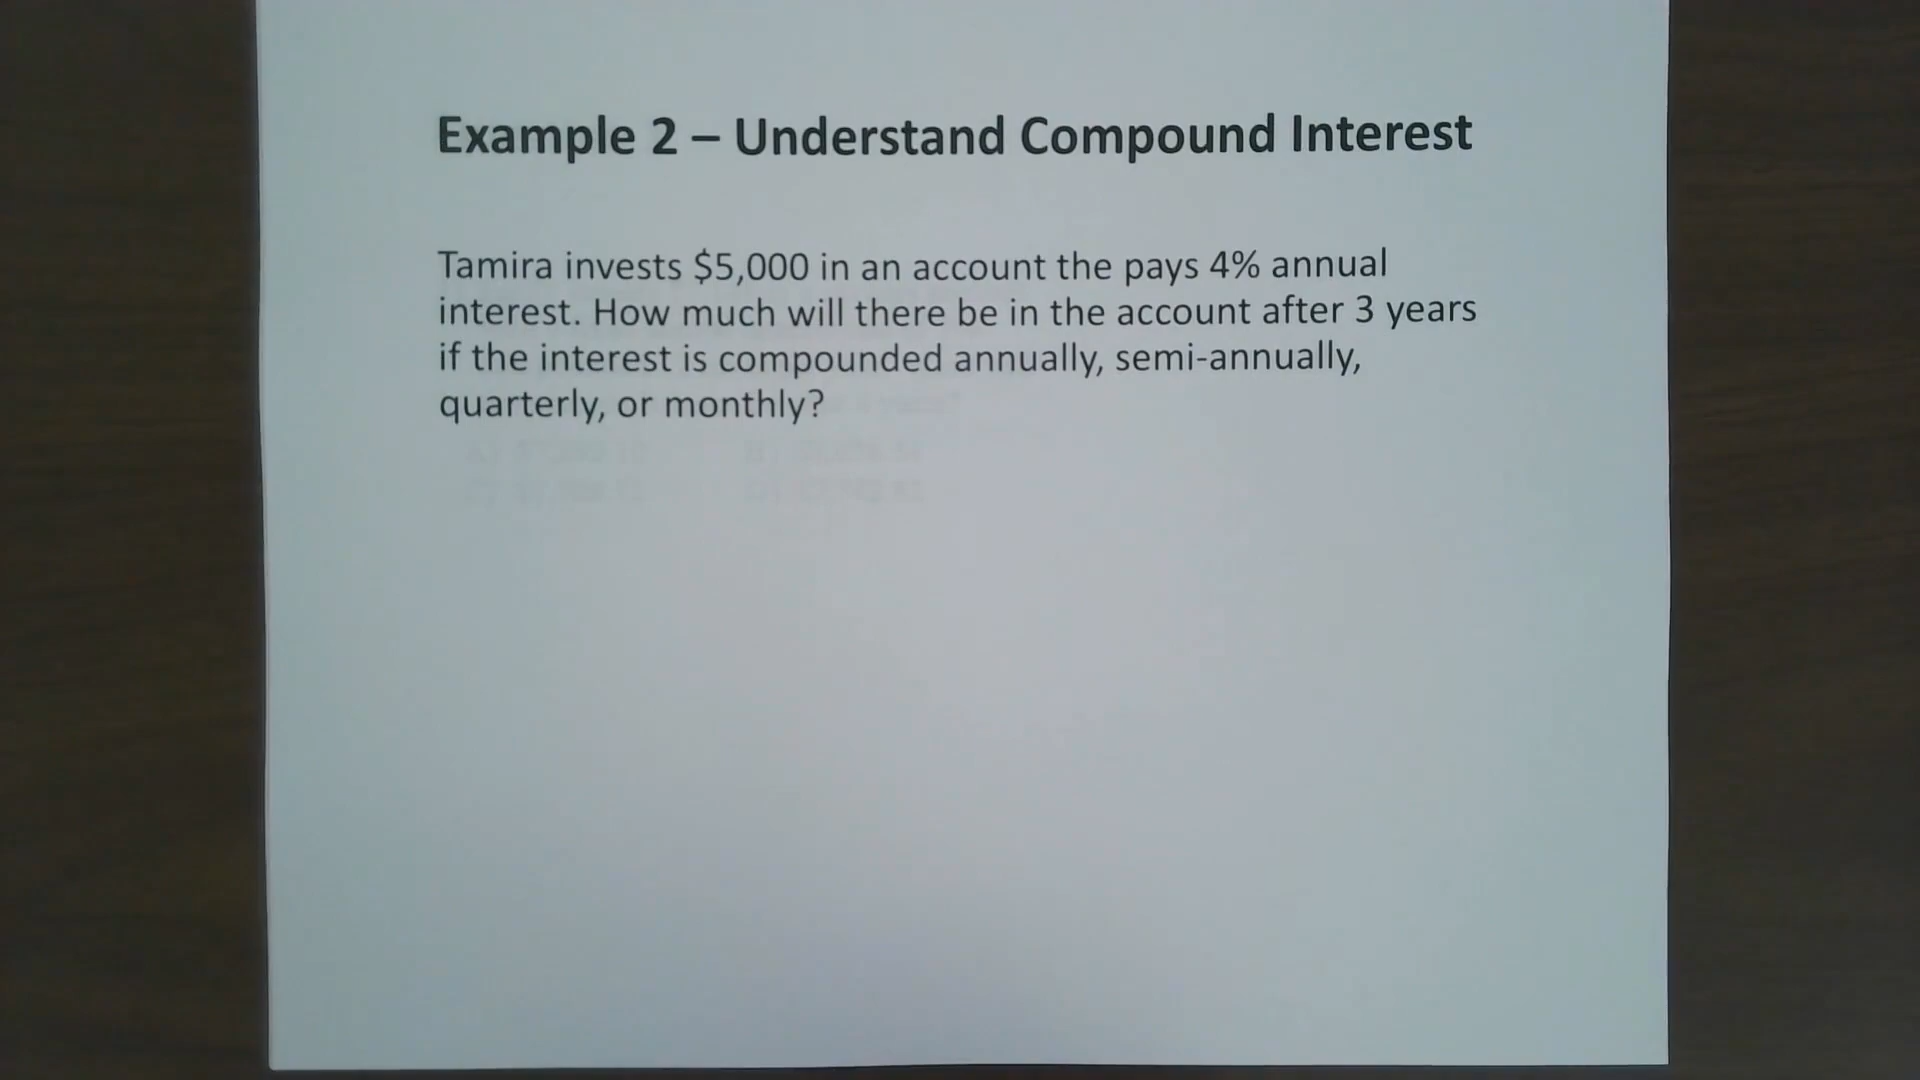 Example 2 – Understand Compound Interest
Tamira invests $5,000 in an account the pays 4% annual
interest. How much will there be in the account after 3 years
if the interest is compounded annually, semi-annually,
quarterly, or monthly?